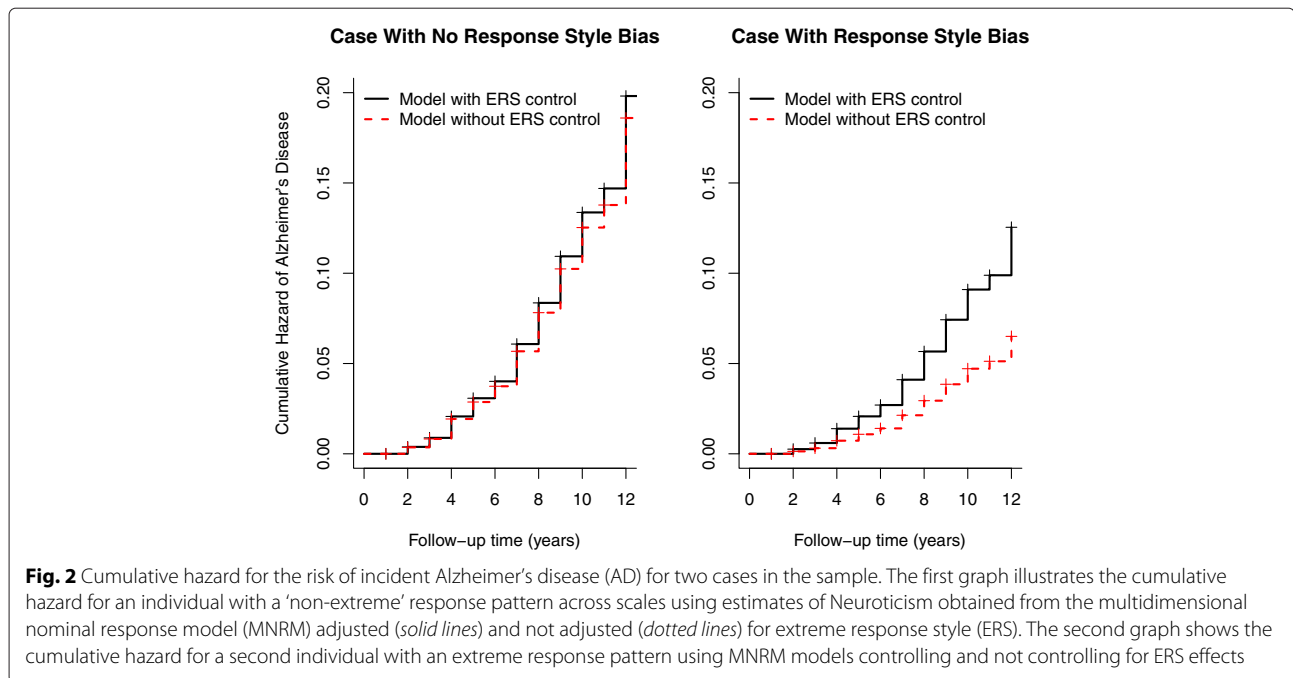 Case With No Response Style Bias
Model with ERS control
Model without ERS control
Cumulative Hazard of Alzheimer's Disease
0.20
0.15
0.10
0.05
0.00
0 2 4 6 8 10 12
Follow−up time (years)
Case With Response Style Bias
Model with ERS control
Model without ERS control
0.20
0.15
0.10
0.05
0.00
0 2 4 6 8 10 12
Follow−up time (years)
Fig. 2 Cumulative hazard for the risk of incident Alzheimer's disease (AD) for two cases in the sample. The first graph illustrates the cumulative
hazard for an individual with a 'non-extreme' response pattern across scales using estimates of Neuroticism obtained from the multidimensional
nominal response model (MNRM) adjusted (solid lines) and not adjusted (dotted lines) for extreme response style (ERS). The second graph shows the
cumulative hazard for a second individual with an extreme response pattern using MNRM models controlling and not controlling for ERS effects